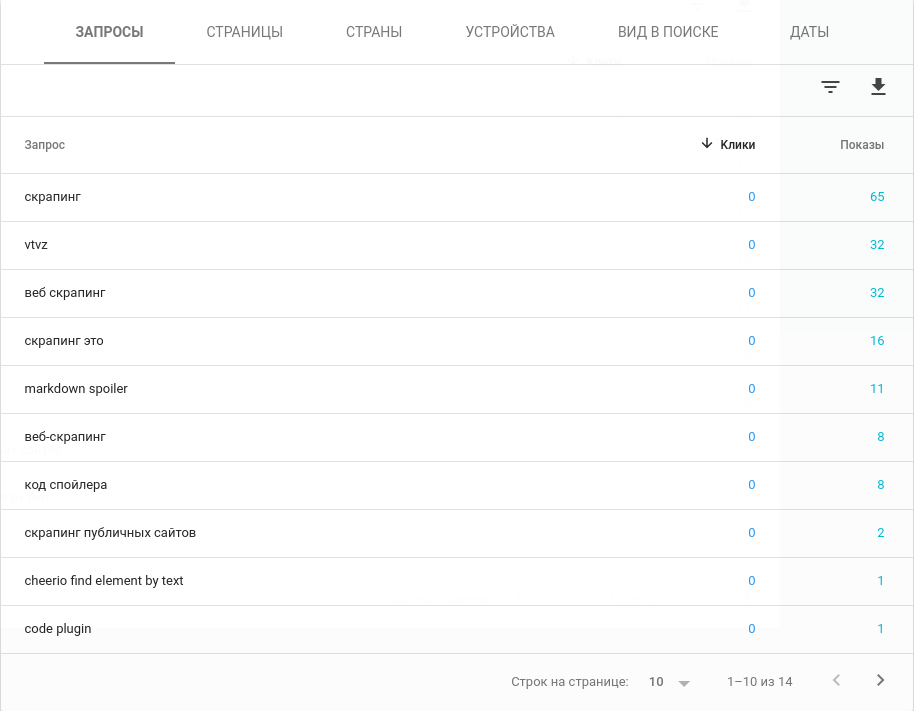 ЗАПРОСЫ СТРАНИЦЫ СТРАНЫ УСТРОЙСТВА ВИД В ПОИСКЕ ДАТЫ
Запрос Клики Показы
скрапинг 0 65
vtvz 0 32
веб скрапинг 0 32
скрапинг это 0 16
markdown spoiler 0 11
веб-скрапинг 0 8
код спойлера 0 8
скрапинг публичных сайтов 0 2
cheerio find element by text 0 1
code plugin 0 1
Строк на странице: 10 1–10 из 14